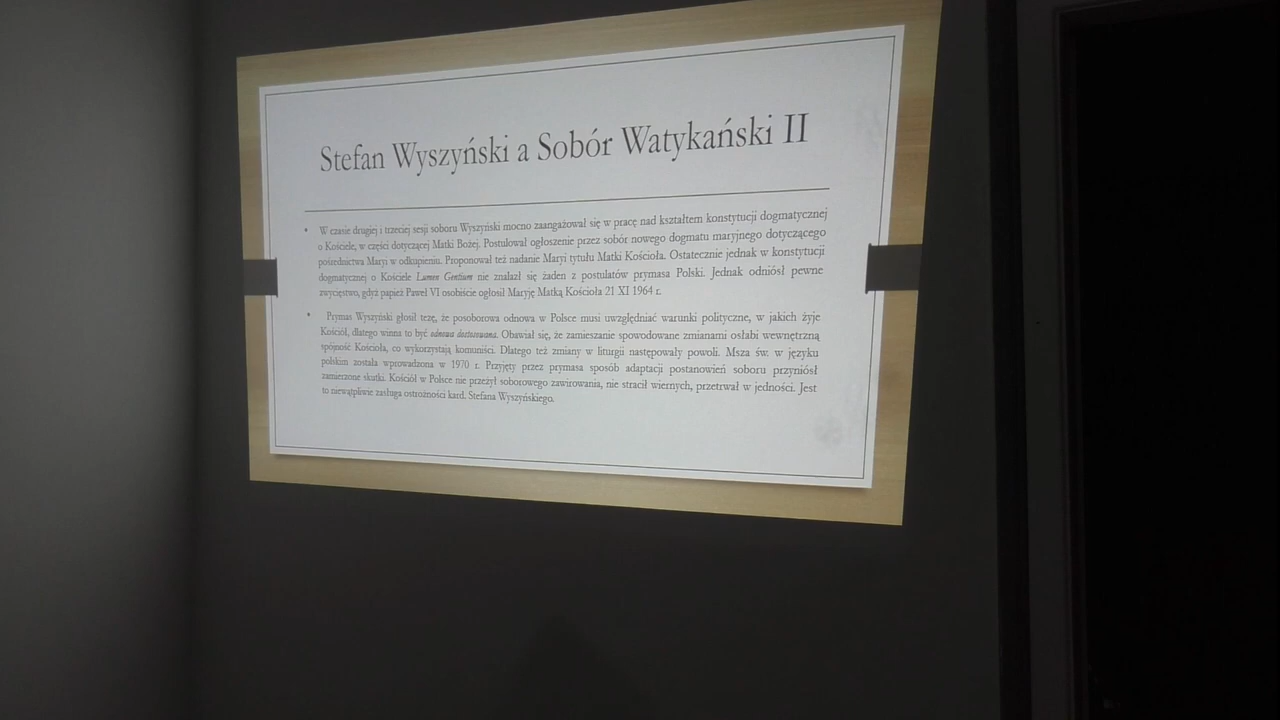 Stefan Wyszyński a Sobór Watykański II
• W czasie drugiej i trzeciej sesji soboru Wyszyński mocno zaangażował się w pracę nad kształtem konstytucji dogmatycznej
o Kościele, w części dotyczącej Matki Bożej. Postulował ogłoszenie przez sobór nowego dogmatu maryjnego dotyczącego
pośrednictwa Maryi w odkupieniu. Proponował też nadanie Maryi tytułu Matki Kościoła. Ostatecznie jednak w konstytucji
dogmatycznej o Kościele Lumen Gentium nie znalazł się żaden z postulatów prymasa Polski. Jednak odniósł pewne
zwycięstwo, gdyż papież Paweł VI osobiście ogłosił Maryję Matką Kościoła 21 XI 1964 r.
• Prymas Wyszyński głosił tezę, że posoborowa odnowa w Polsce musi uwzględniać warunki polityczne, w jakich żyje
Kościół, dlatego winna to być odnowa dostosowana. Obawiał się, że zamieszanie spowodowane zmianami osłabi wewnętrzną
spójność Kościoła, co wykorzystają komuniści. Dlatego też zmiany w liturgii następowały powoli. Msza św. w języku
polskim została wprowadzona w 1970 r. Przyjęty przez prymasa sposób adaptacji postanowień soboru przyniósł
zamierzone skutki. Kościół w Polsce nie przeżył soborowego zawirowania, nie stracił wiernych, przetrwał w jedności. Jest
to niewątpliwie zasługa ostrożności kard. Stefana Wyszyńskiego.